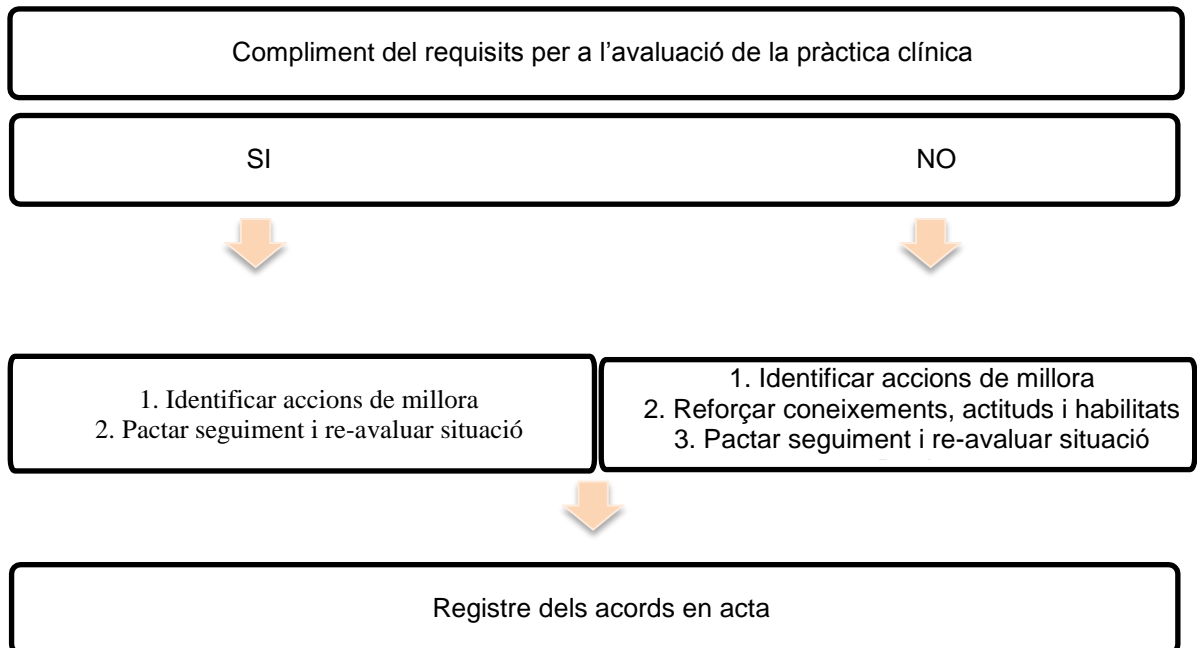 Compliment del requisits per a l’avaluació de la pràctica clínica
SI
NO
1. Identificar accions de millora
2. Pactar seguiment i re-avaluar situació
1. Identificar accions de millora
2. Reforçar coneixements, actituds i habilitats
3. Pactar seguiment i re-avaluar situació
Registre dels acords en acta